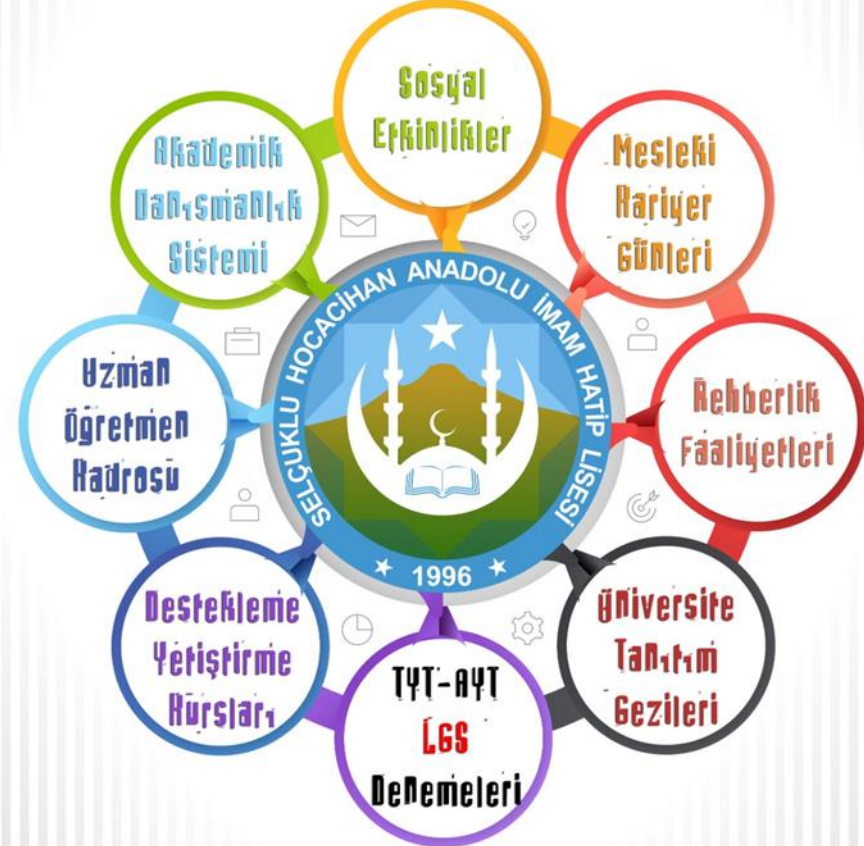 Sosyal
Etkinlikler
Mesleki
Kariyer
Günleri
Rehberlik
Faaliyetleri
Üniversite
Tanıtım
Gezileri
TYT-AYT
LGS
Denemeleri
Destekleme
Yetiştirme
Kursları
Uzman
Öğretmen
Kadrosu
Akademik
Danışmanlık
Sistemi
SELÇUKLU HOCACİHAN ANADOLU İMAM HATİP LİSESİ
1996